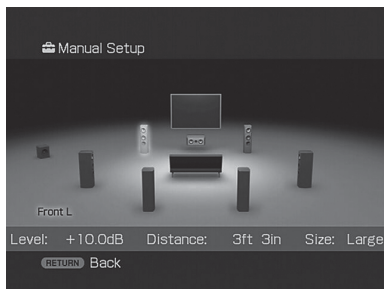 Manual Setup
Front L
Level: +10.0dB Distance: 3ft 3in Size: Large
RETURN Back